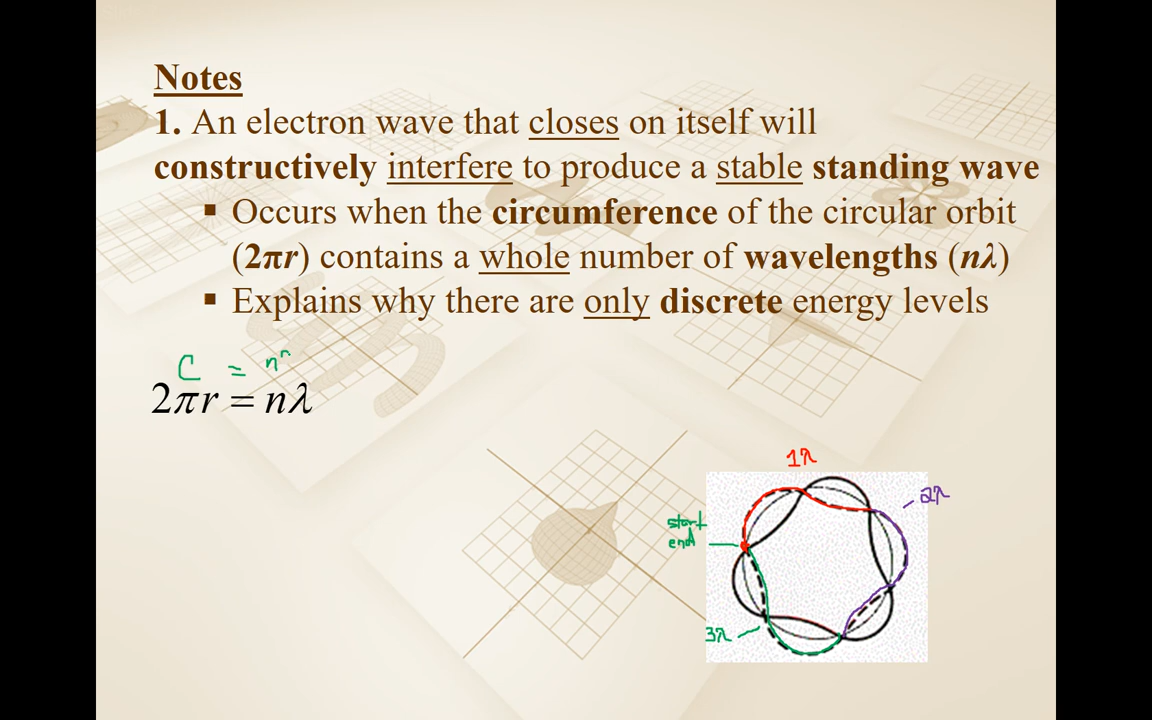 Notes
1. An electron wave that closes on itself will
constructively interfere to produce a stable standing wave
▪ Occurs when the circumference of the circular orbit
(2πr) contains a whole number of wavelengths (nλ)
▪ Explains why there are only discrete energy levels
C = n
2πr = nλ
1λ
2λ
start
end
3λ